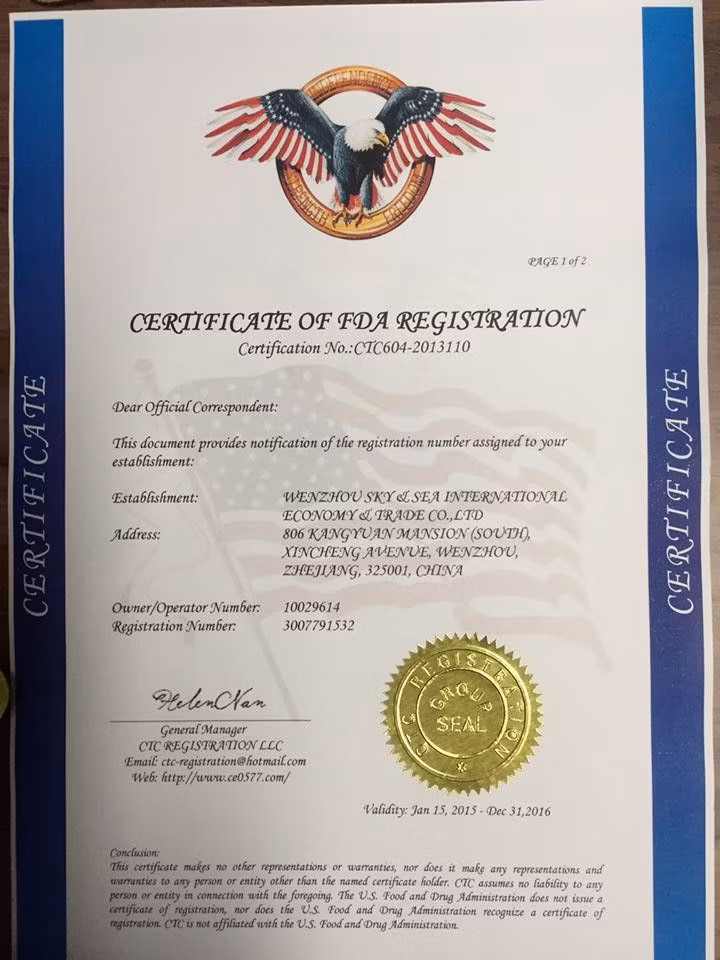 INDEPENDENCE
STRENGTH
FREEDOM
PAGE 1 of 2
CERTIFICATE OF FDA REGISTRATION
Certification No.:CTC604-2013110
Dear Official Correspondent:
This document provides notification of the registration number assigned to your
establishment:
Establishment: WENZHOU SKY & SEA INTERNATIONAL
ECONOMY & TRADE CO.,LTD
Address: 806 KANGYUAN MANSION (SOUTH),
XINCHENG AVENUE, WENZHOU,
ZHEJIANG, 325001, CHINA
Owner/Operator Number: 10029614
Registration Number: 3007791532
Helen Nan
General Manager
CTC REGISTRATION LLC
Email: ctc-registration@hotmail.com
Web: http://www.ce0577.com/
CTC REGISTRATION
GROUP
SEAL
Validity: Jan 15, 2015 - Dec 31,2016
Conclusion:
This certificate makes no other representations or warranties, nor does it make any representations and
warranties to any person or entity other than the named certificate holder. CTC assumes no liability to any
person or entity in connection with the foregoing. The U.S. Food and Drug Administration does not issue a
certificate of registration, nor does the U.S. Food and Drug Administration recognize a certificate of
registration. CTC is not affiliated with the U.S. Food and Drug Administration.
CERTIFICATE
CERTIFICATE